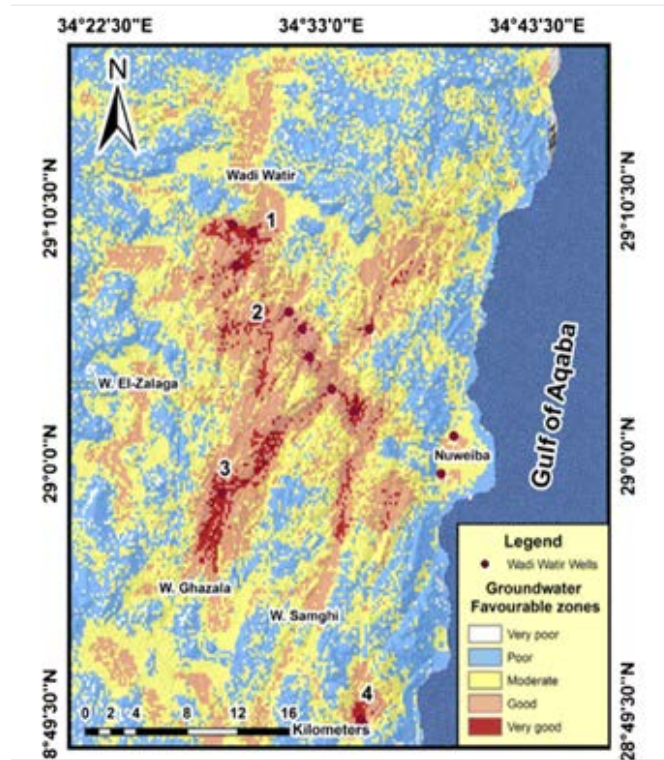 34°22'30"E 34°33'0"E 34°43'30"E
N
29°10'30"N
29°10'30"N
Wadi Watir
1
2
W. El-Zalaga
Gulf of Aqaba
29°0'0"N
29°0'0"N
Nuweiba
3
W. Ghazala
W. Samghi
4
Legend
Wadi Watir Wells
Groundwater
Favourable zones
Very poor
Poor
Moderate
Good
Very good
0 2 4 8 12 16
Kilometers
8°49'30"N
28°49'30"N